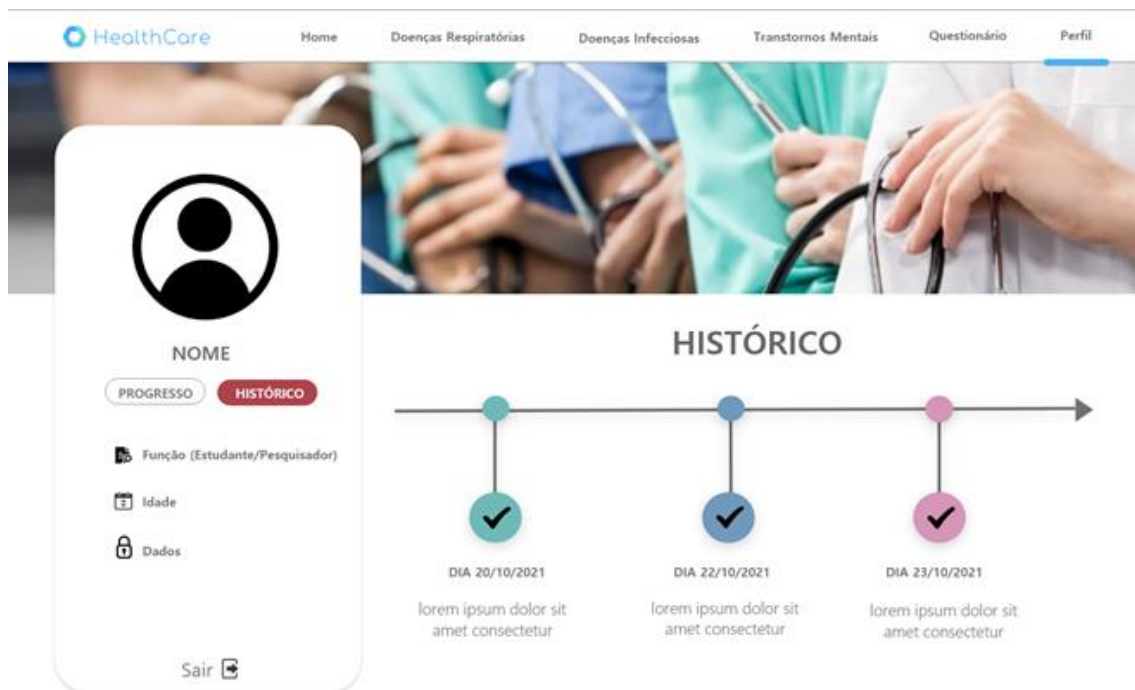 HealthCare
Home
Doenças Respiratórias
Doenças Infecciosas
Transtornos Mentais
Questionário
Perfil
NOME
PROGRESSO
HISTÓRICO
Função (Estudante/Pesquisador)
Idade
Dados
Sair
HISTÓRICO
DIA 20/10/2021
lorem ipsum dolor sit
amet consectetur
DIA 22/10/2021
lorem ipsum dolor sit
amet consectetur
DIA 23/10/2021
lorem ipsum dolor sit
amet consectetur